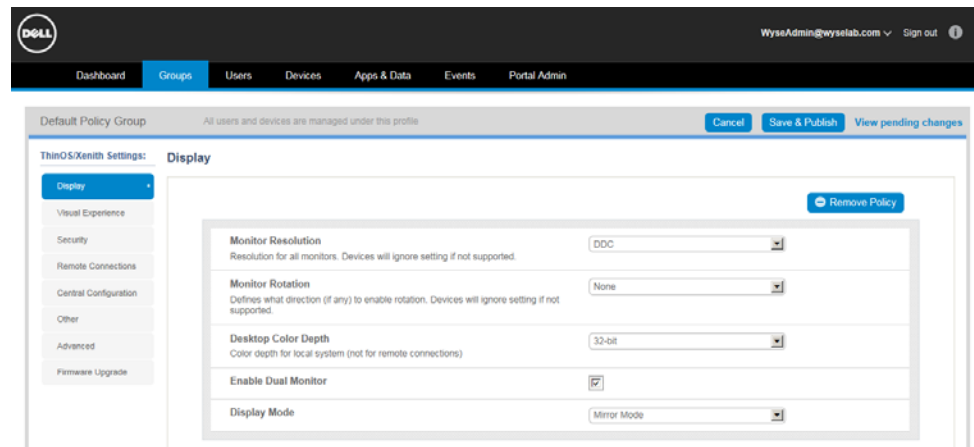 DELL
WyseAdmin@wyselab.com Sign out
Dashboard Groups Users Devices Apps & Data Events Portal Admin
Default Policy Group All users and devices are managed under this profile Cancel Save & Publish View pending changes
ThinOS/Xenith Settings:
Display
Visual Experience
Security
Remote Connections
Central Configuration
Other
Advanced
Firmware Upgrade
Display
Remove Policy
Monitor Resolution
Resolution for all monitors. Devices will ignore setting if not supported.
DDC
Monitor Rotation
Defines what direction (if any) to enable rotation. Devices will ignore setting if not
supported.
None
Desktop Color Depth
Color depth for local system (not for remote connections)
32-bit
Enable Dual Monitor
Display Mode
Mirror Mode